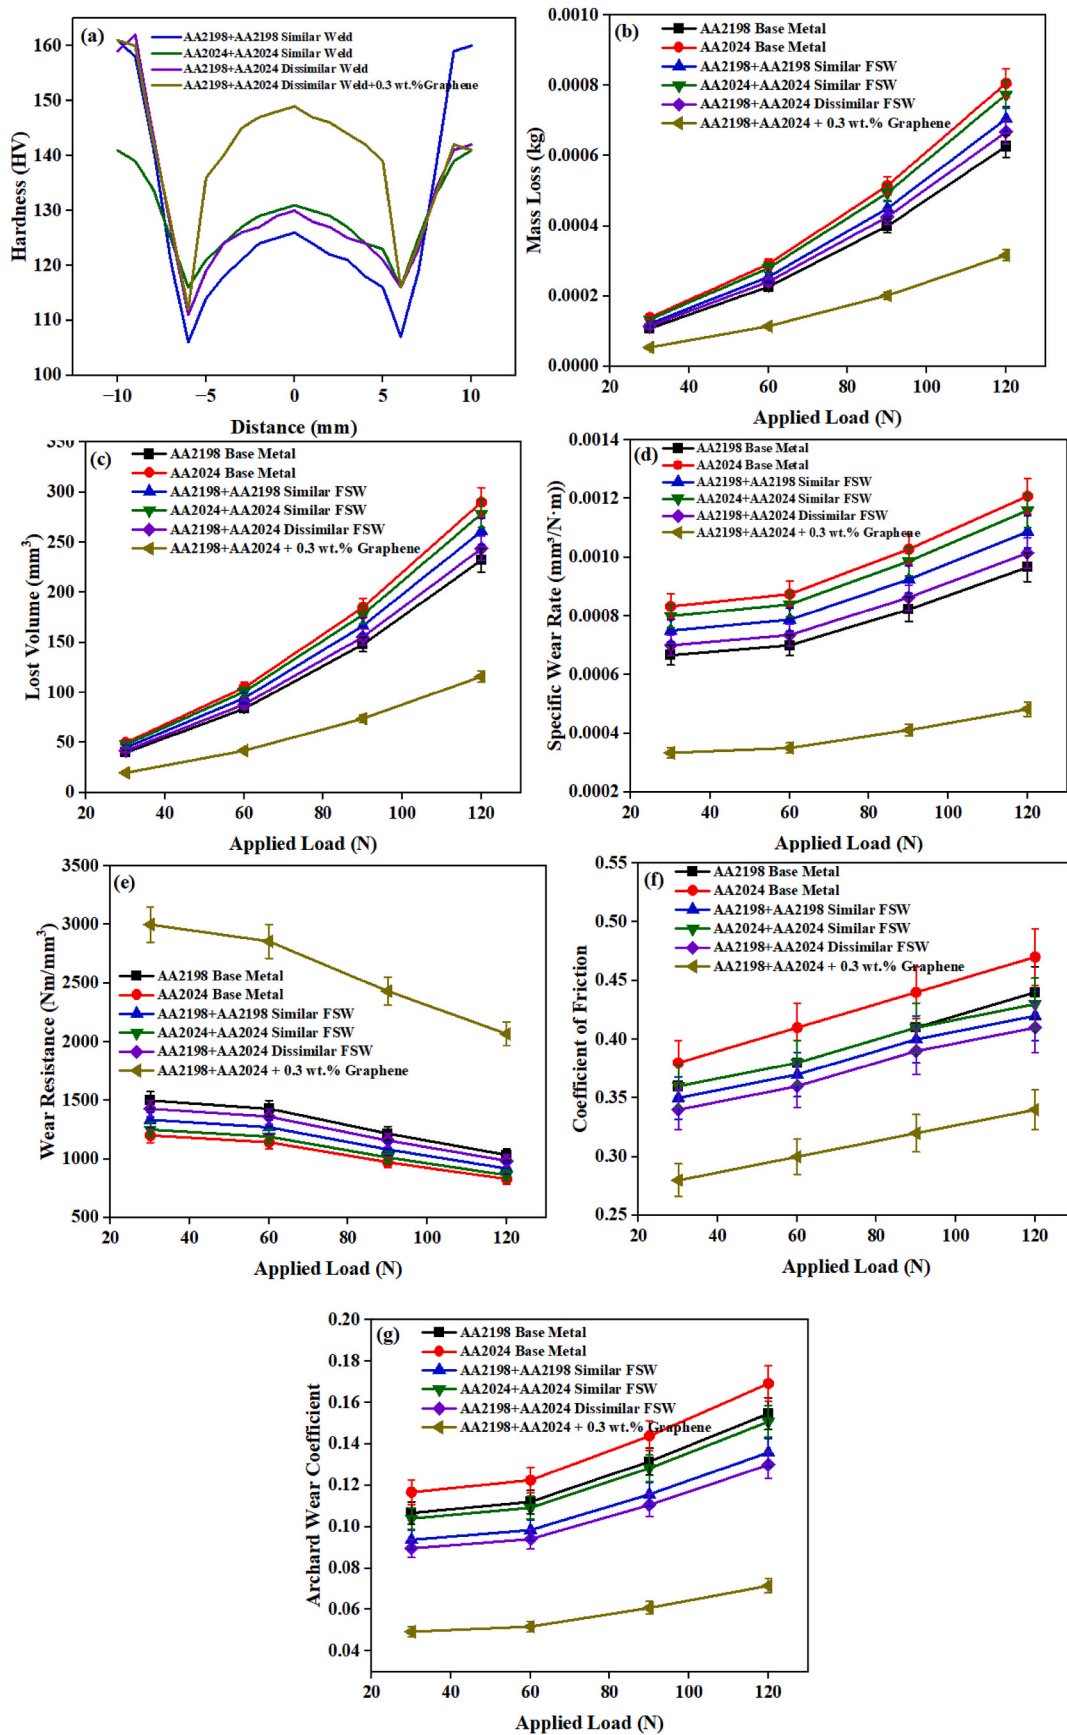 (a)
AA2198+AA2198 Similar Weld
AA2024+AA2024 Similar Weld
AA2198+AA2024 Dissimilar Weld
AA2198+AA2024 Dissimilar Weld+0.3 wt.%Graphene
Hardness (HV)
160
150
140
130
120
110
100
−10
−5
0
5
10
Distance (mm)
(b)
AA2198 Base Metal
AA2024 Base Metal
AA2198+AA2198 Similar FSW
AA2024+AA2024 Similar FSW
AA2198+AA2024 Dissimilar FSW
AA2198+AA2024 + 0.3 wt.% Graphene
Mass Loss (kg)
0.0010
0.0008
0.0006
0.0004
0.0002
0.0000
20
40
60
80
100
120
Applied Load (N)
(c)
AA2198 Base Metal
AA2024 Base Metal
AA2198+AA2198 Similar FSW
AA2024+AA2024 Similar FSW
AA2198+AA2024 Dissimilar FSW
AA2198+AA2024 + 0.3 wt.% Graphene
Lost Volume (mm³)
350
300
250
200
150
100
50
0
20
40
60
80
100
120
Applied Load (N)
(d)
AA2198 Base Metal
AA2024 Base Metal
AA2198+AA2198 Similar FSW
AA2024+AA2024 Similar FSW
AA2198+AA2024 Dissimilar FSW
AA2198+AA2024 + 0.3 wt.% Graphene
Specific Wear Rate (mm³/N·m))
0.0014
0.0012
0.0010
0.0008
0.0006
0.0004
0.0002
20
40
60
80
100
120
Applied Load (N)
(e)
AA2198 Base Metal
AA2024 Base Metal
AA2198+AA2198 Similar FSW
AA2024+AA2024 Similar FSW
AA2198+AA2024 Dissimilar FSW
AA2198+AA2024 + 0.3 wt.% Graphene
Wear Resistance (Nm/mm³)
3500
3000
2500
2000
1500
1000
500
20
40
60
80
100
120
Applied Load (N)
(f)
AA2198 Base Metal
AA2024 Base Metal
AA2198+AA2198 Similar FSW
AA2024+AA2024 Similar FSW
AA2198+AA2024 Dissimilar FSW
AA2198+AA2024 + 0.3 wt.% Graphene
Coefficient of Friction
0.55
0.50
0.45
0.40
0.35
0.30
0.25
20
40
60
80
100
120
Applied Load (N)
(g)
AA2198 Base Metal
AA2024 Base Metal
AA2198+AA2198 Similar FSW
AA2024+AA2024 Similar FSW
AA2198+AA2024 Dissimilar FSW
AA2198+AA2024 + 0.3 wt.% Graphene
Archard Wear Coefficient
0.20
0.18
0.16
0.14
0.12
0.10
0.08
0.06
0.04
20
40
60
80
100
120
Applied Load (N)